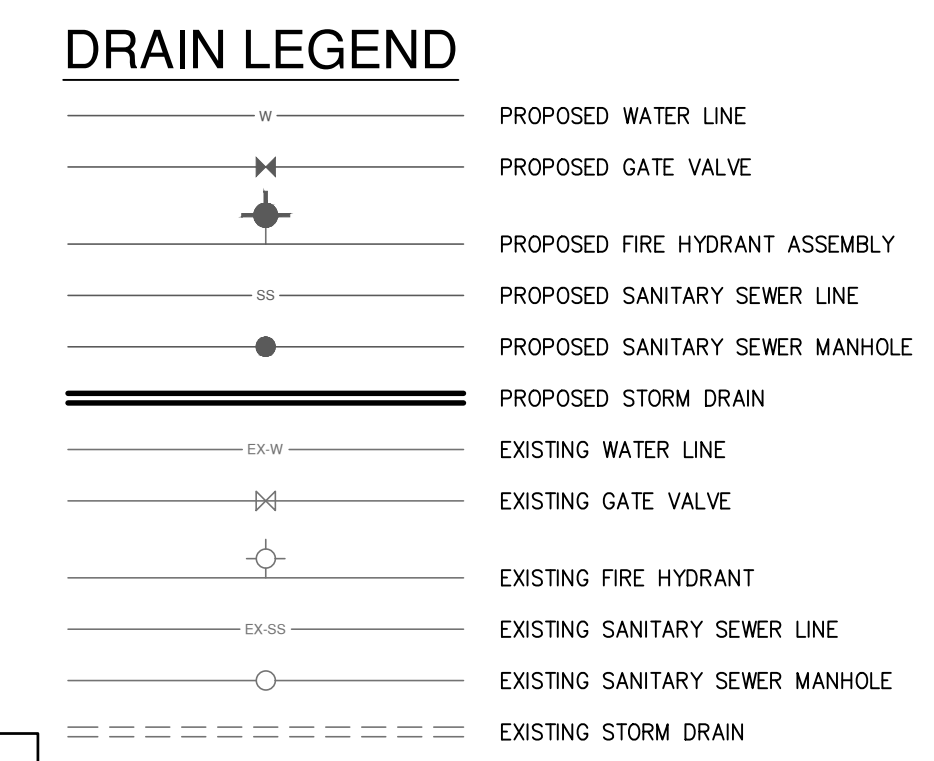 DRAIN LEGEND
W PROPOSED WATER LINE
PROPOSED GATE VALVE
PROPOSED FIRE HYDRANT ASSEMBLY
SS PROPOSED SANITARY SEWER LINE
PROPOSED SANITARY SEWER MANHOLE
PROPOSED STORM DRAIN
EX-W EXISTING WATER LINE
EXISTING GATE VALVE
EXISTING FIRE HYDRANT
EX-SS EXISTING SANITARY SEWER LINE
EXISTING SANITARY SEWER MANHOLE
EXISTING STORM DRAIN